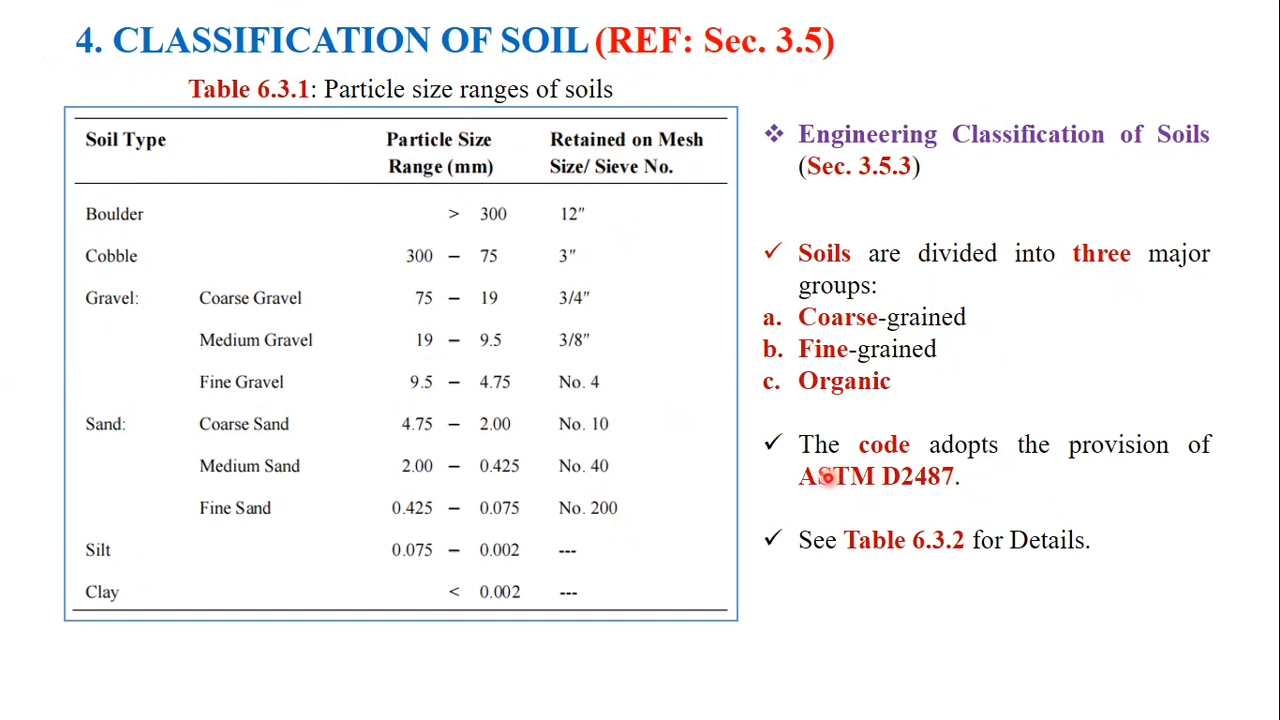 4. CLASSIFICATION OF SOIL (REF: Sec. 3.5)
Table 6.3.1: Particle size ranges of soils
Soil Type Particle Size Range (mm) Retained on Mesh Size/ Sieve No.
Boulder > 300 12″
Cobble 300 – 75 3″
Gravel: Coarse Gravel 75 – 19 3/4″
Medium Gravel 19 – 9.5 3/8″
Fine Gravel 9.5 – 4.75 No. 4
Sand: Coarse Sand 4.75 – 2.00 No. 10
Medium Sand 2.00 – 0.425 No. 40
Fine Sand 0.425 – 0.075 No. 200
Silt 0.075 – 0.002 ---
Clay < 0.002 ---
❖ Engineering Classification of Soils
(Sec. 3.5.3)
✓ Soils are divided into three major
groups:
a. Coarse-grained
b. Fine-grained
c. Organic
✓ The code adopts the provision of
ASTM D2487.
✓ See Table 6.3.2 for Details.